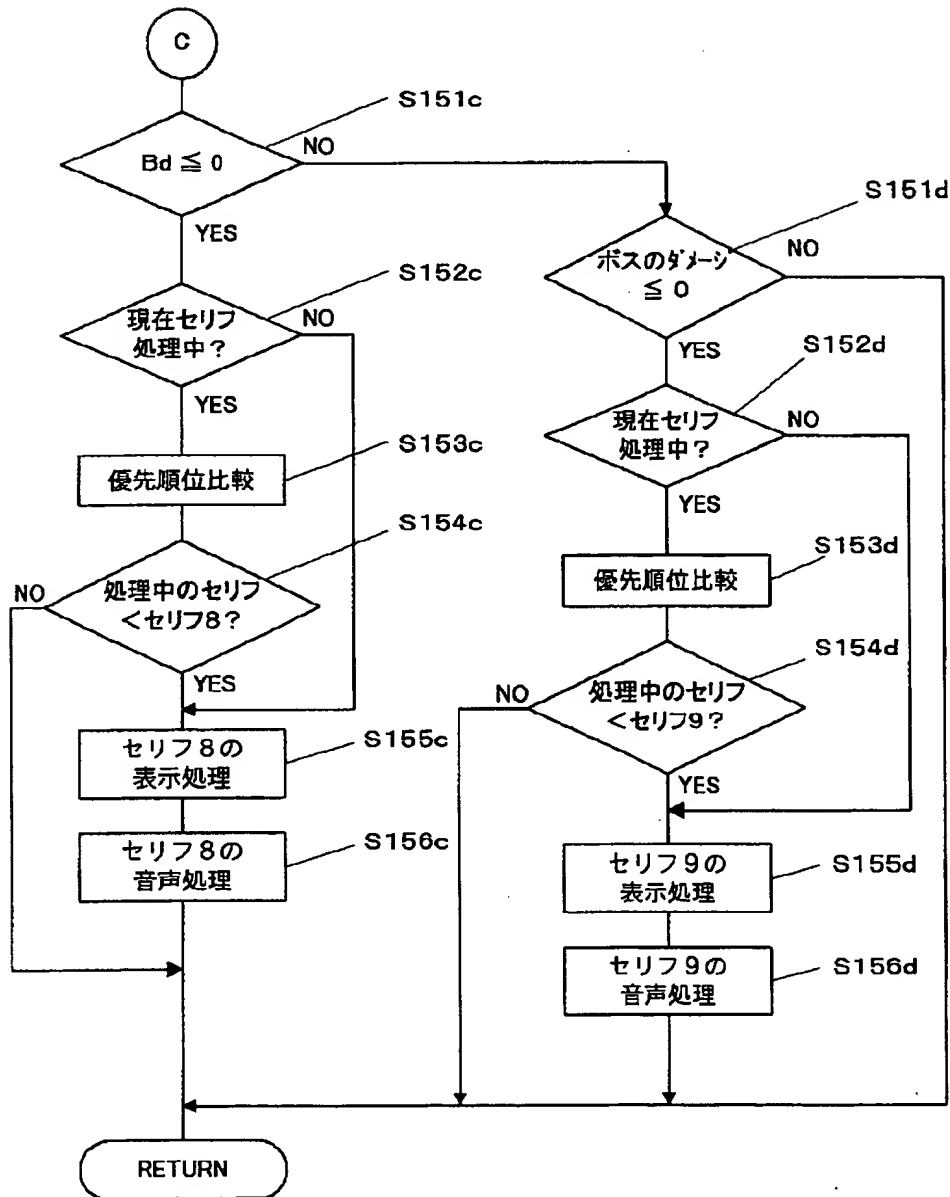 C
S151c
Bd ≦ 0
NO
YES
S152c
現在セリフ
処理中?
NO
YES
S153c
優先順位比較
S154c
NO
処理中のセリフ
<セリフ8?
YES
セリフ8の
表示処理
S155c
セリフ8の
音声処理
S156c
S151d
ボスのダメージ
≦ 0
NO
YES
S152d
現在セリフ
処理中?
NO
YES
S153d
優先順位比較
S154d
NO
処理中のセリフ
<セリフ9?
YES
セリフ9の
表示処理
S155d
セリフ9の
音声処理
S156d
RETURN